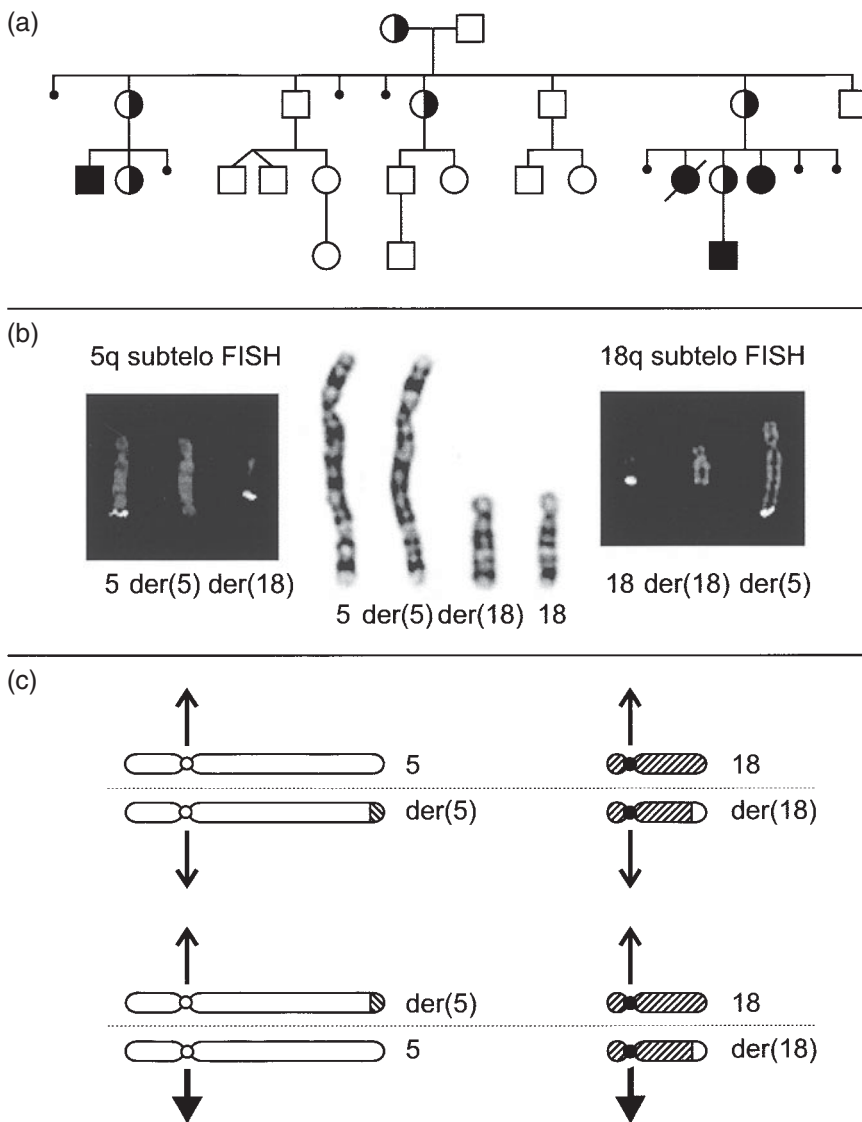 (a)
(b)
5q subtelo FISH
18q subtelo FISH
5 der(5) der(18)
5 der(5) der(18) 18
18 der(18) der(5)
(c)
5
18
der(5)
der(18)
der(5)
18
5
der(18)